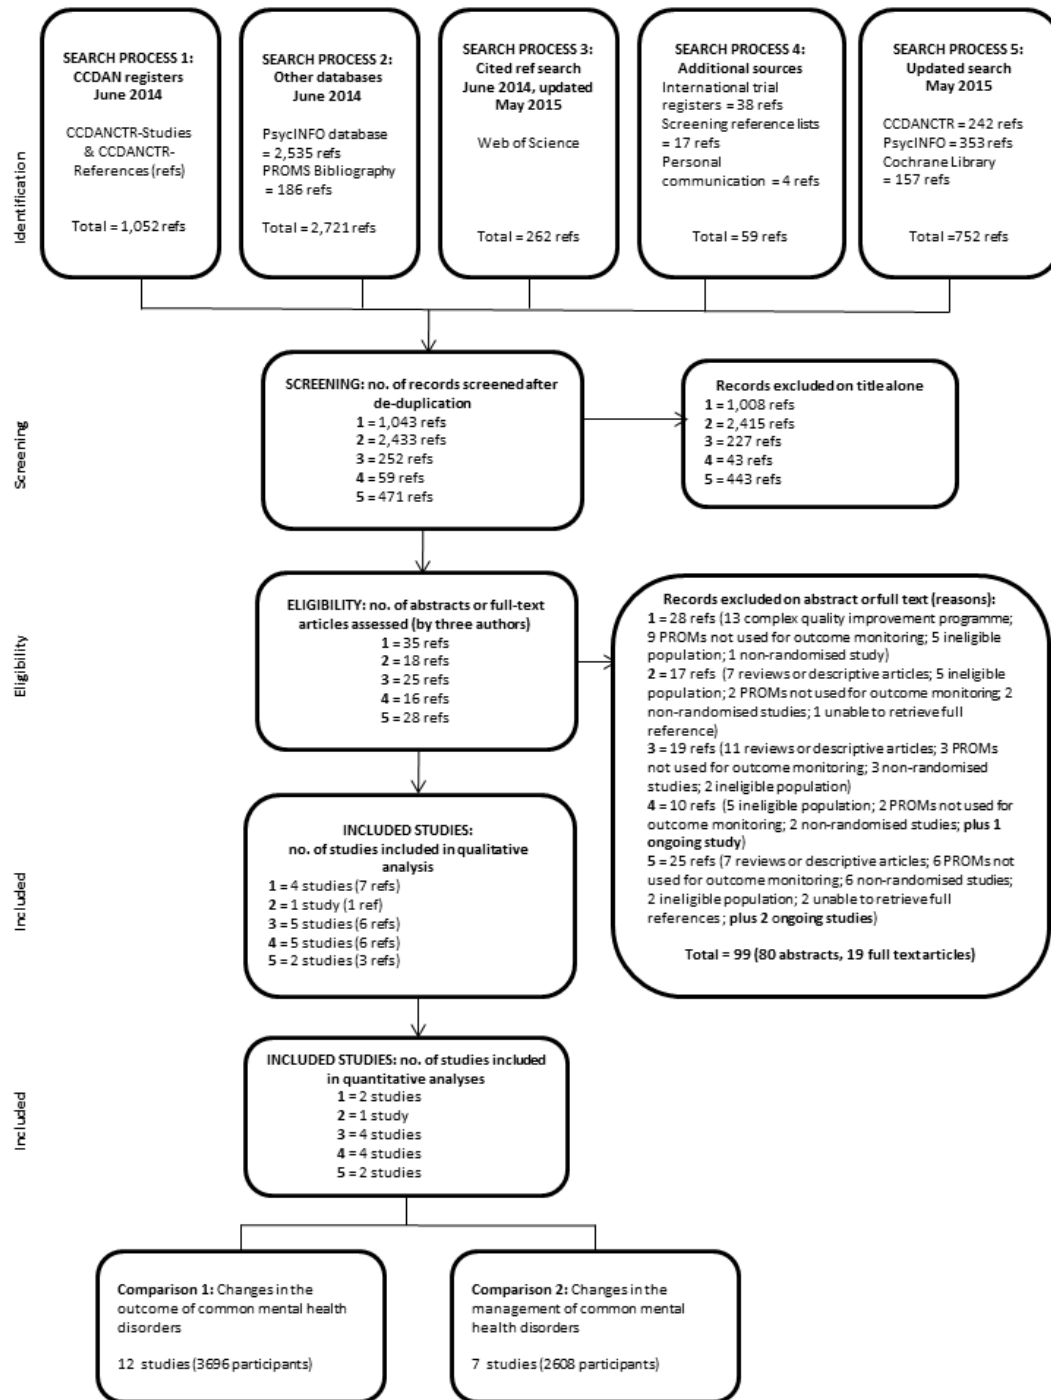 Identification
SEARCH PROCESS 1:
CCDAN registers
June 2014
CCDANCTR-Studies
& CCDANCTR-
References (refs)
Total = 1,052 refs
SEARCH PROCESS 2:
Other databases
June 2014
PsycINFO database
= 2,535 refs
PROMS Bibliography
= 186 refs
Total = 2,721 refs
SEARCH PROCESS 3:
Cited ref search
June 2014, updated
May 2015
Web of Science
Total = 262 refs
SEARCH PROCESS 4:
Additional sources
International trial
registers = 38 refs
Screening reference lists
= 17 refs
Personal
communication = 4 refs
Total = 59 refs
SEARCH PROCESS 5:
Updated search
May 2015
CCDANCTR = 242 refs
PsycINFO = 353 refs
Cochrane Library
= 157 refs
Total =752 refs
Screening
SCREENING: no. of records screened after
de-duplication
1 = 1,043 refs
2 = 2,433 refs
3 = 252 refs
4 = 59 refs
5 = 471 refs
Records excluded on title alone
1 = 1,008 refs
2 = 2,415 refs
3 = 227 refs
4 = 43 refs
5 = 443 refs
Eligibility
ELIGIBILITY: no. of abstracts or full-text
articles assessed (by three authors)
1 = 35 refs
2 = 18 refs
3 = 25 refs
4 = 16 refs
5 = 28 refs
Records excluded on abstract or full text (reasons):
1 = 28 refs (13 complex quality improvement programme;
9 PROMs not used for outcome monitoring; 5 ineligible
population; 1 non-randomised study)
2 = 17 refs (7 reviews or descriptive articles; 5 ineligible
population; 2 PROMs not used for outcome monitoring; 2
non-randomised studies; 1 unable to retrieve full
reference)
3 = 19 refs (11 reviews or descriptive articles; 3 PROMs
not used for outcome monitoring; 3 non-randomised
studies; 2 ineligible population)
4 = 10 refs (5 ineligible population; 2 PROMs not used for
outcome monitoring; 2 non-randomised studies; plus 1
ongoing study)
5 = 25 refs (7 reviews or descriptive articles; 6 PROMs not
used for outcome monitoring; 6 non-randomised studies;
2 ineligible population; 2 unable to retrieve full
references; plus 2 ongoing studies)
Total = 99 (80 abstracts, 19 full text articles)
Included
INCLUDED STUDIES:
no. of studies included in qualitative
analysis
1 = 4 studies (7 refs)
2 = 1 study (1 ref)
3 = 5 studies (6 refs)
4 = 5 studies (6 refs)
5 = 2 studies (3 refs)
Included
INCLUDED STUDIES: no. of studies included
in quantitative analyses
1 = 2 studies
2 = 1 study
3 = 4 studies
4 = 4 studies
5 = 2 studies
Comparison 1: Changes in the
outcome of common mental health
disorders
12 studies (3696 participants)
Comparison 2: Changes in the
management of common mental
health disorders
7 studies (2608 participants)